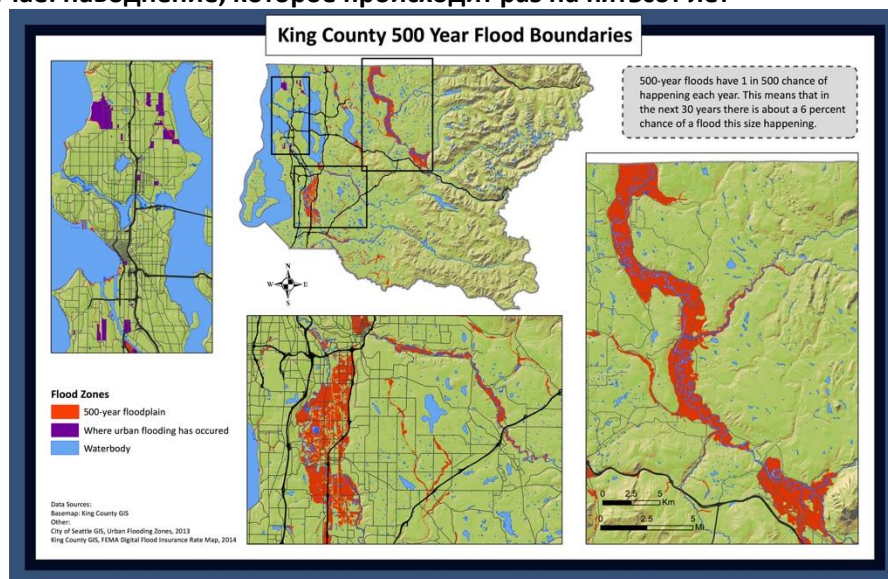 наводнение, которое происходит раз на пятьсот лет
King County 500 Year Flood Boundaries
500-year floods have 1 in 500 chance of
happening each year. This means that in
the next 30 years there is about a 6 percent
chance of a flood this size happening.
N
W E
S
Flood Zones
500-year floodplain
Where urban flooding has occured
Waterbody
0 2.5 5
Km
0 2.5 5
Mi
Data Sources:
Basemap: King County GIS
Other:
City of Seattle GIS, Urban Flooding Zones, 2013
King County GIS, FEMA Digital Flood Insurance Rate Map, 2014